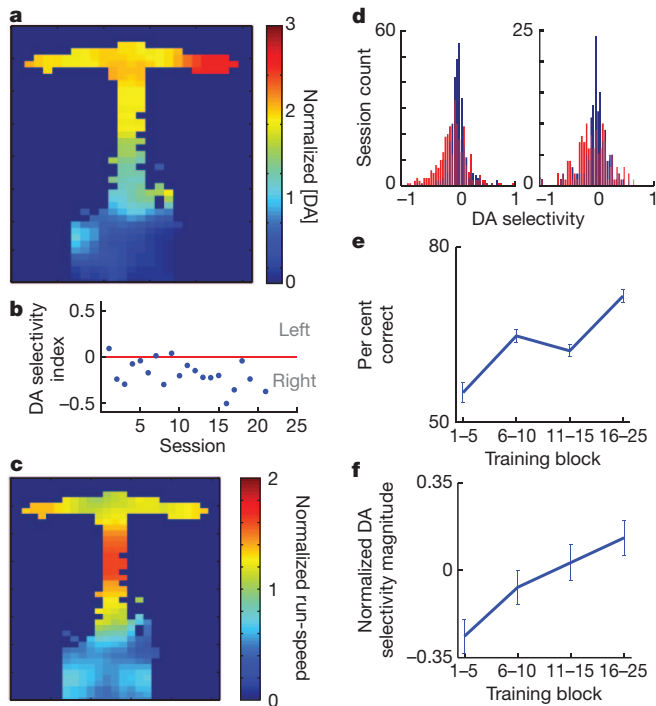 a
3
2
1
0
Normalized [DA]
b
0.5
0
−0.5
DA selectivity
index
Left
Right
5
15
25
5 10 15 20 25
Session
c
2
1
0
Normalized run-speed
d
60
0
Session count
−1 0 1
25
0
−1 0 1
DA selectivity
e
80
50
Per cent
correct
1–5 6–10 11–15 16–25
Training block
f
0.35
0
−0.35
Normalized DA
selectivity magnitude
1–5 6–10 11–15 16–25
Training block